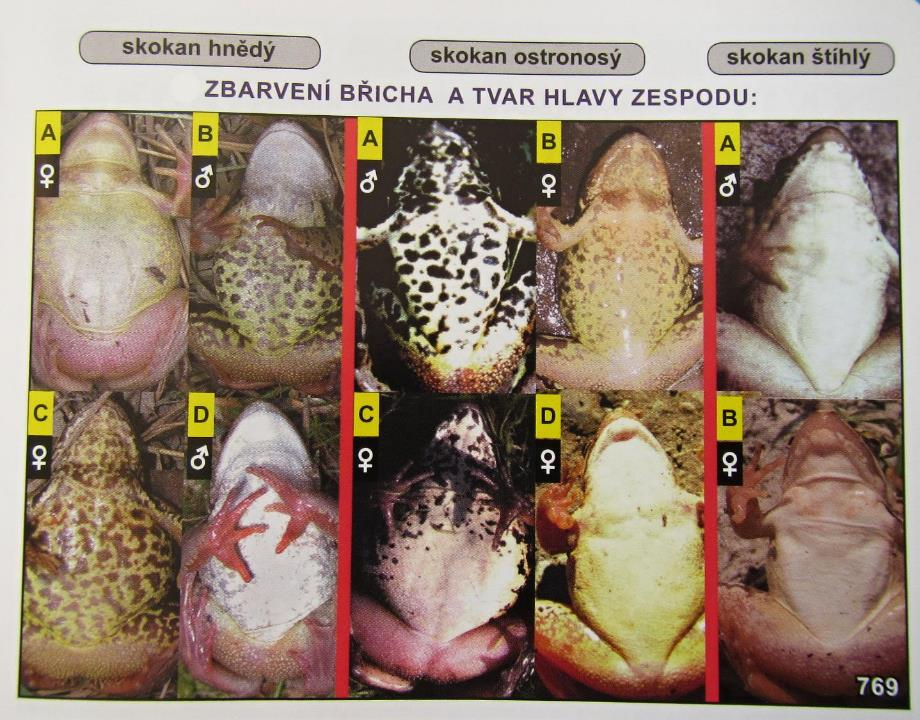 skokan hnědý
skokan ostronosý
skokan štíhlý
ZBARVENÍ BŘICHA A TVAR HLAVY ZESPODU:
A ♀
B ♂
A ♂
B ♀
A ♂
C ♀
D ♂
C ♀
D ♀
B ♀
769